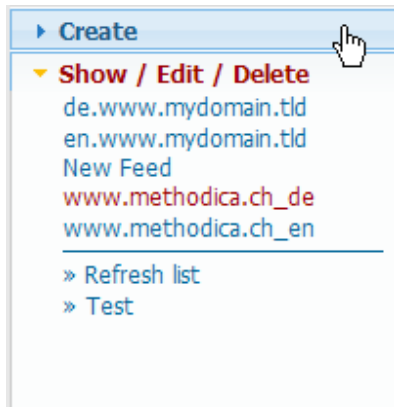 Create
Show / Edit / Delete
de.www.mydomain.tld
en.www.mydomain.tld
New Feed
www.methodica.ch_de
www.methodica.ch_en
» Refresh list
» Test